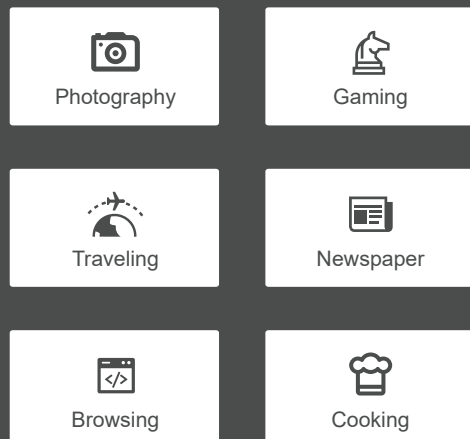 Photography
Gaming
Traveling
Newspaper
</>
Browsing
Cooking